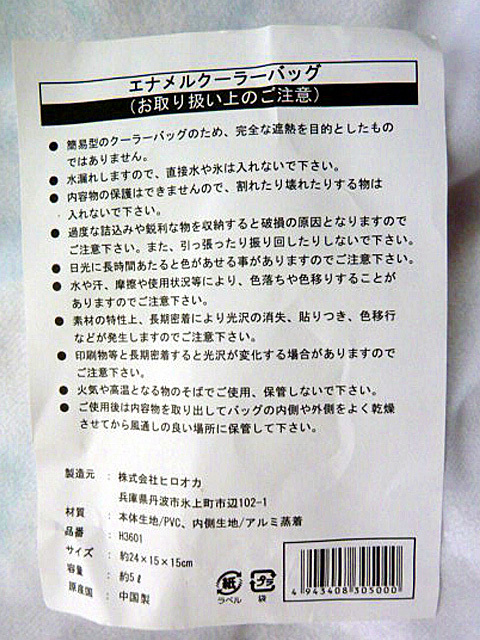 エナメルクーラーバッグ
(お取り扱い上のご注意)
● 簡易型のクーラーバッグのため、完全な遮熱を目的としたもの
ではありません。
● 水漏れしますので、直接水や氷は入れないで下さい。
● 内容物の保護はできませんので、割れたり壊れたりする物は
入れないで下さい。
● 過度な詰込みや鋭利な物を収納すると破損の原因となりますので
ご注意下さい。また、引っ張ったり振り回したりしないで下さい。
● 日光に長時間あたると色があせる事がありますのでご注意下さい。
● 水や汗、摩擦や使用状況等により、色落ちや色移りすることが
ありますのでご注意下さい。
● 素材の特性上、長期密着により光沢の消失、貼りつき、色移行
などが発生しますのでご注意下さい。
● 印刷物等と長期密着すると光沢が変化する場合がありますので
ご注意下さい。
● 火気や高温となる物のそばでご使用、保管しないで下さい。
● ご使用後は内容物を取り出してバッグの内側や外側をよく乾燥
させてから風通しの良い場所に保管して下さい。
製造元 : 株式会社ヒロオカ
兵庫県丹波市氷上町市辺102-1
材質 : 本体生地/PVC、内側生地/アルミ蒸着
品番 : H3601
サイズ : 約24×15×15cm
容量 : 約5ℓ
原産国 : 中国製
紙
ラベル
プラ
袋
4 943408 305000